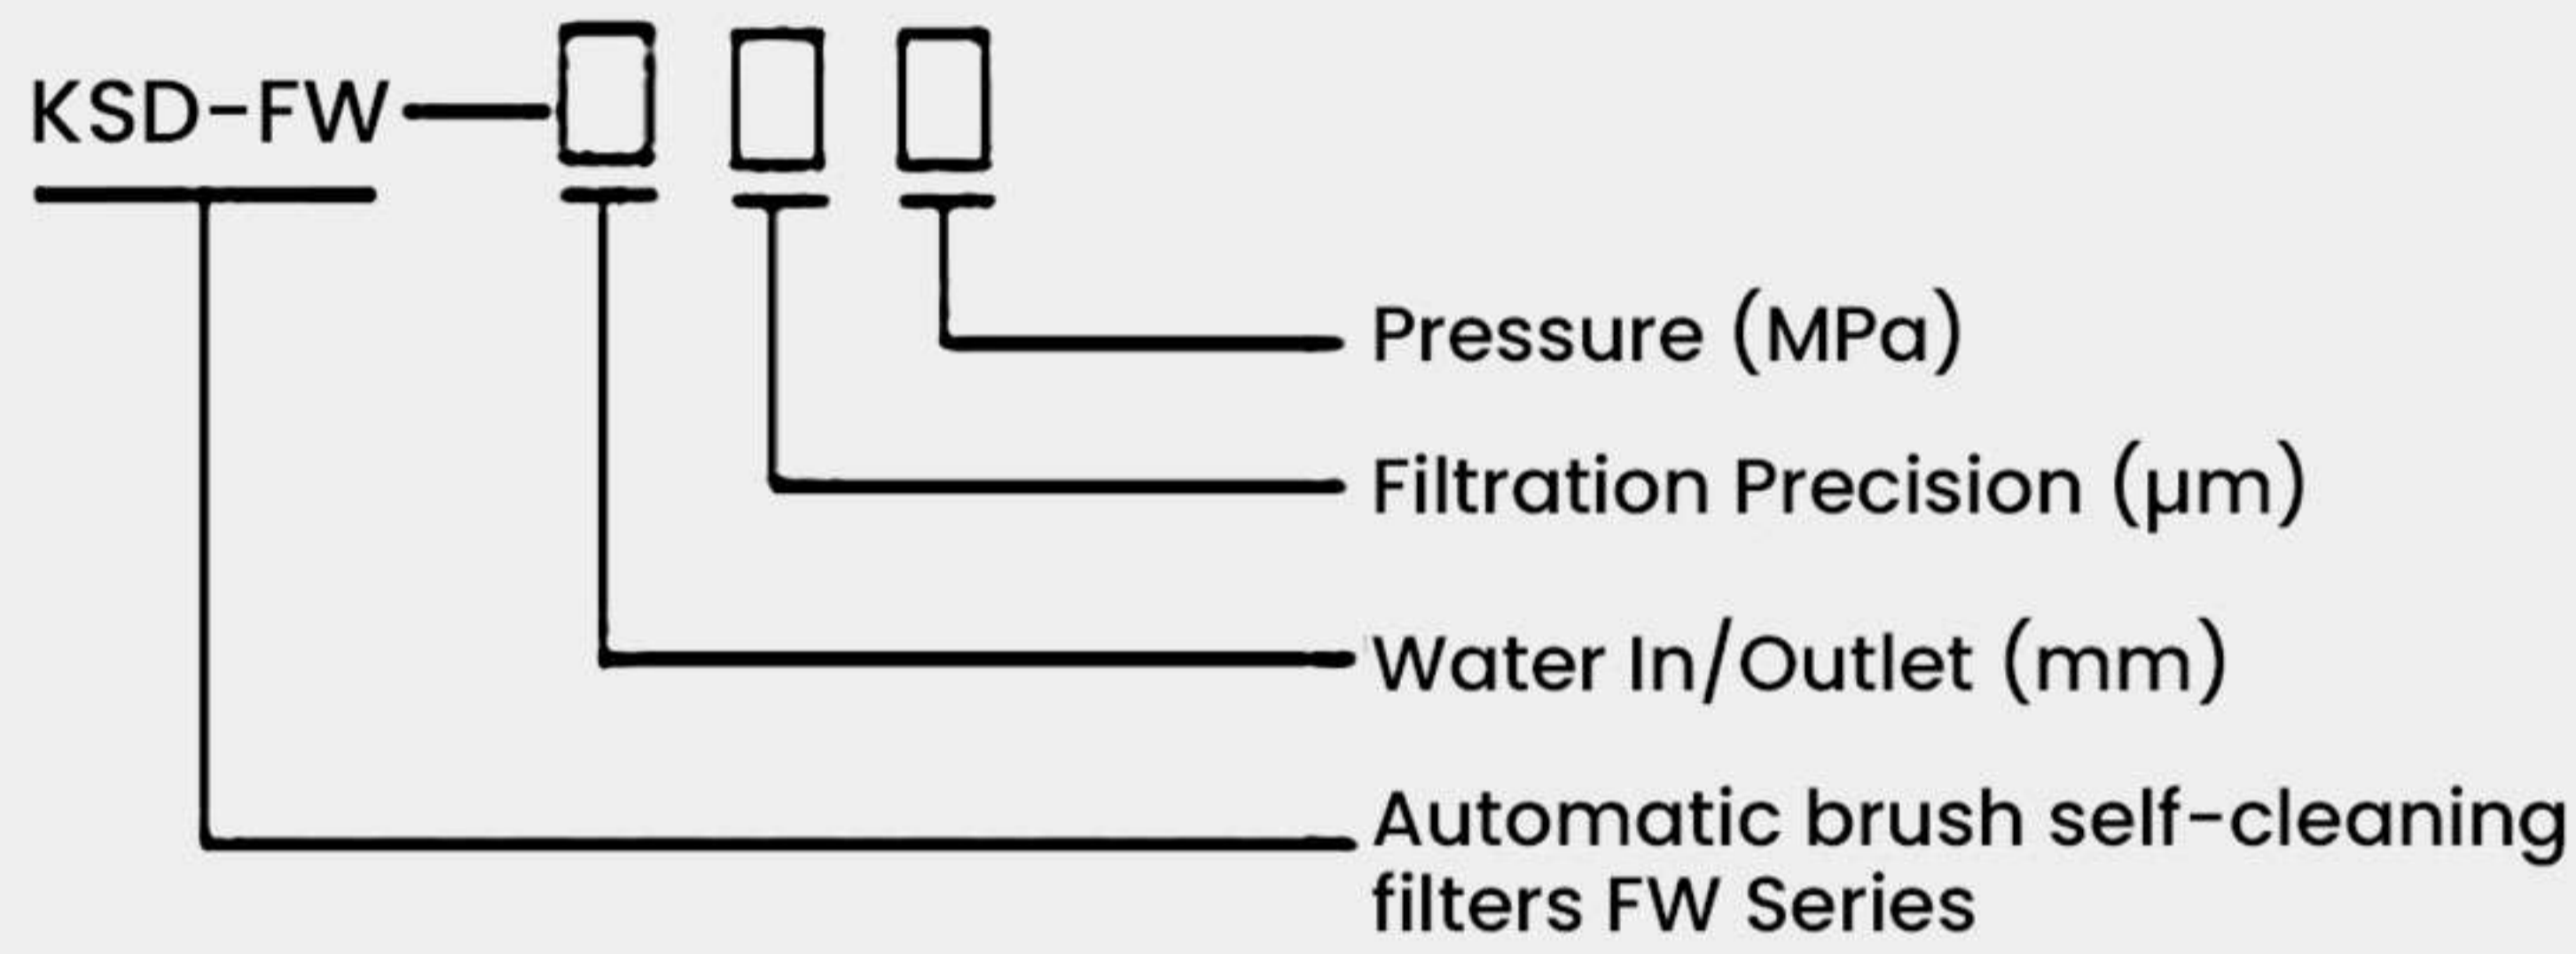 KSD-FW
Pressure (MPa)
Filtration Precision (µm)
Water In/Outlet (mm)
Automatic brush self-cleaning
filters FW Series